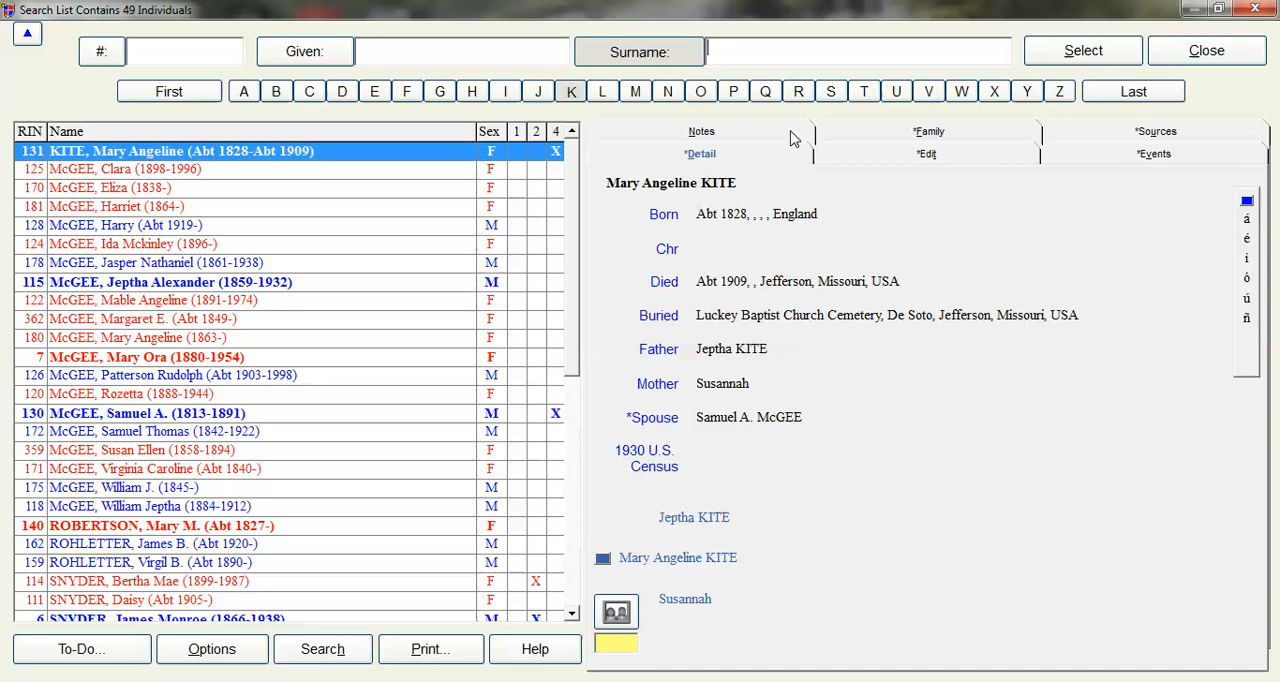 Search List Contains 49 Individuals
#: Given: Surname: Select Close
First A B C D E F G H I J K L M N O P Q R S T U V W X Y Z Last
RIN Name Sex 1 2 4
131 KITE, Mary Angeline (Abt 1828-Abt 1909) F X
125 McGEE, Clara (1898-1996) F
170 McGEE, Eliza (1838-) F
181 McGEE, Harriet (1864-) F
128 McGEE, Harry (Abt 1919-) M
124 McGEE, Ida Mckinley (1896-) F
178 McGEE, Jasper Nathaniel (1861-1938) M
115 McGEE, Jeptha Alexander (1859-1932) M
122 McGEE, Mable Angeline (1891-1974) F
362 McGEE, Margaret E. (Abt 1849-) F
180 McGEE, Mary Angeline (1863-) F
7 McGEE, Mary Ora (1880-1954) F
126 McGEE, Patterson Rudolph (Abt 1903-1998) M
120 McGEE, Rozetta (1888-1944) F
130 McGEE, Samuel A. (1813-1891) M X
172 McGEE, Samuel Thomas (1842-1922) M
359 McGEE, Susan Ellen (1858-1894) F
171 McGEE, Virginia Caroline (Abt 1840-) F
175 McGEE, William J. (1845-) M
118 McGEE, William Jeptha (1884-1912) M
140 ROBERTSON, Mary M. (Abt 1827-) F
162 ROHLETTER, James B. (Abt 1920-) M
159 ROHLETTER, Virgil B. (Abt 1890-) M
114 SNYDER, Bertha Mae (1899-1987) F X
111 SNYDER, Daisy (Abt 1905-) F
6 SNYDER, James Monroe (1866-1938) M X
To-Do... Options Search Print... Help
Notes *Family *Sources
*Detail *Edit *Events
Mary Angeline KITE
Born Abt 1828, , , , England
Chr
Died Abt 1909, , Jefferson, Missouri, USA
Buried Luckey Baptist Church Cemetery, De Soto, Jefferson, Missouri, USA
Father Jeptha KITE
Mother Susannah
*Spouse Samuel A. McGEE
1930 U.S.
Census
Jeptha KITE
Mary Angeline KITE
Susannah
á
é
í
ô
ú
ñ